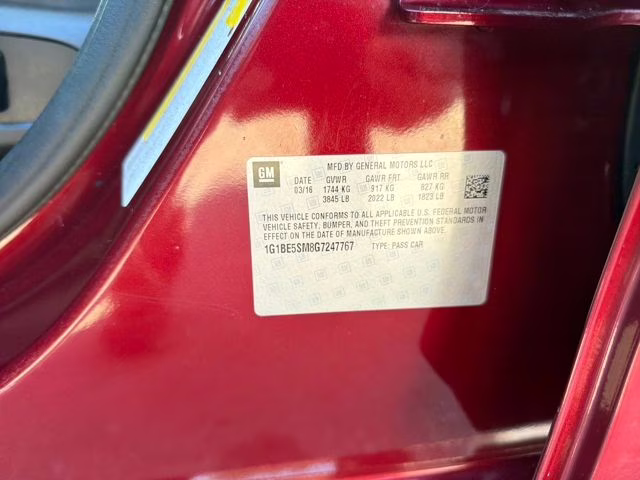 GM
MFD BY GENERAL MOTORS LLC
DATE GVWR GAWR FRT GAWR RR
03/16 1744 KG 917 KG 827 KG
3845 LB 2022 LB 1823 LB
THIS VEHICLE CONFORMS TO ALL APPLICABLE U.S. FEDERAL MOTOR
VEHICLE SAFETY, BUMPER, AND THEFT PREVENTION STANDARDS IN
EFFECT ON THE DATE OF MANUFACTURE SHOWN ABOVE.
1G1BE5SM8G7247767 TYPE: PASS CAR